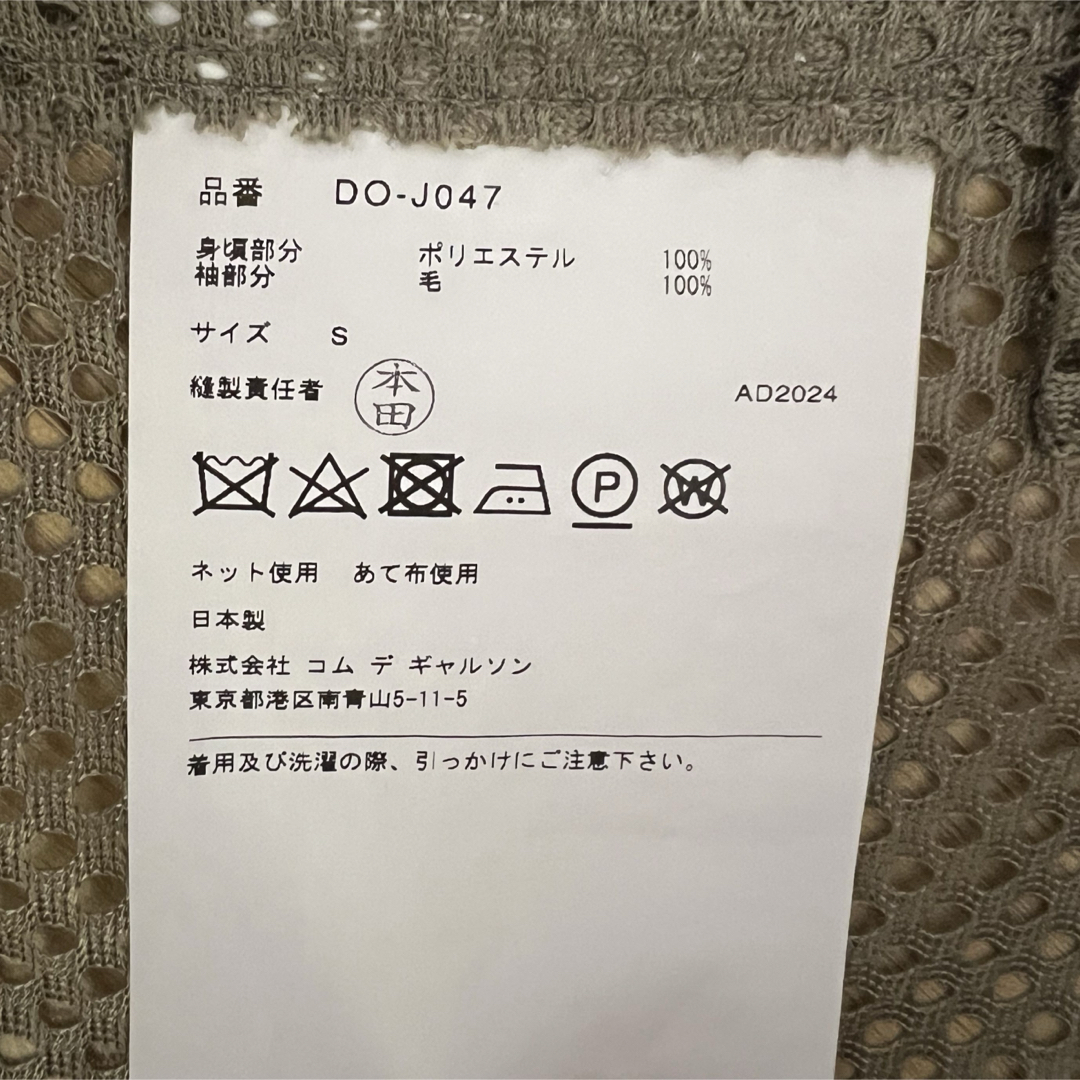 品番 DO-J047
身頃部分 ポリエステル 100%
袖部分 毛 100%
サイズ S
縫製責任者 本田 AD2024
P W
ネット使用 あて布使用
日本製
株式会社 コム デ ギャルソン
東京都港区南青山5-11-5
着用及び洗濯の際、引っかけにご注意下さい。